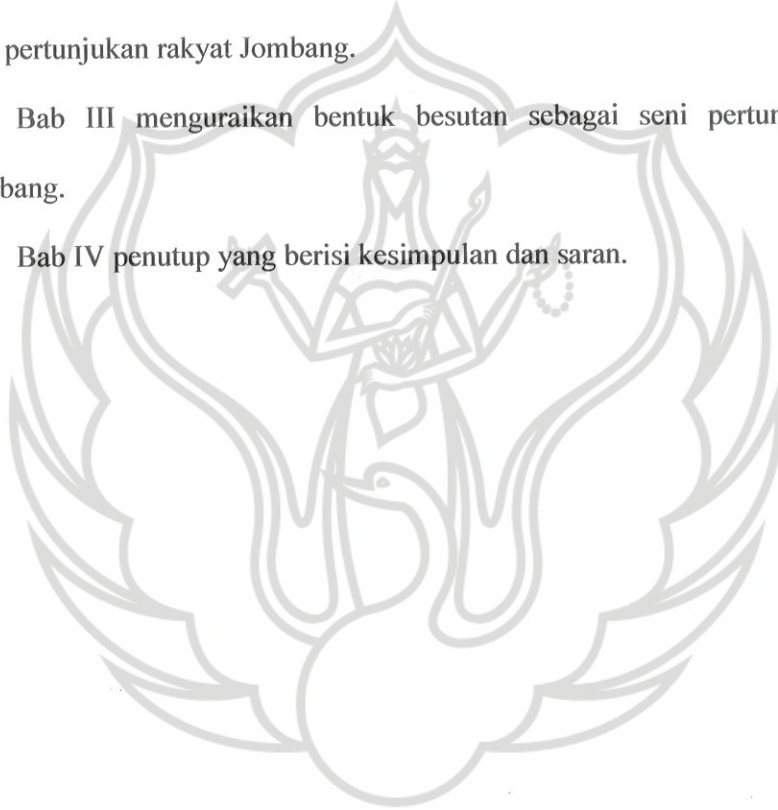 pertunjukan rakyat Jombang.
Bab III menguraikan bentuk besutan sebagai seni pertu
bang.
Bab IV penutup yang berisi kesimpulan dan saran.